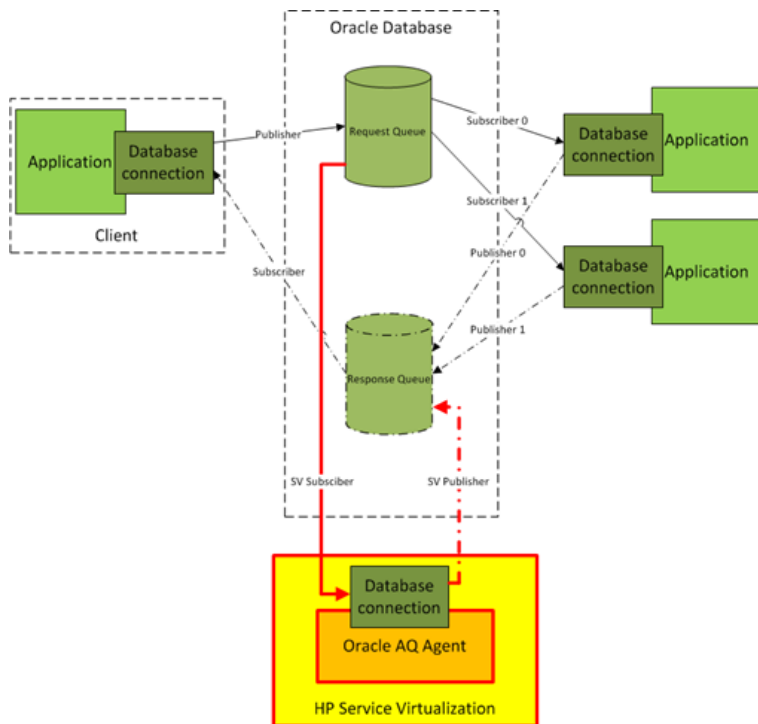 Oracle Database
Request Queue
Publisher
Subscriber 0
Application
Database
connection
Client
Database
connection
Application
Subscriber 1
Publisher 0
Subscriber
Database
connection
Application
Publisher 1
Response Queue
SV Subsciber
SV Publisher
Database
connection
Oracle AQ Agent
HP Service Virtualization